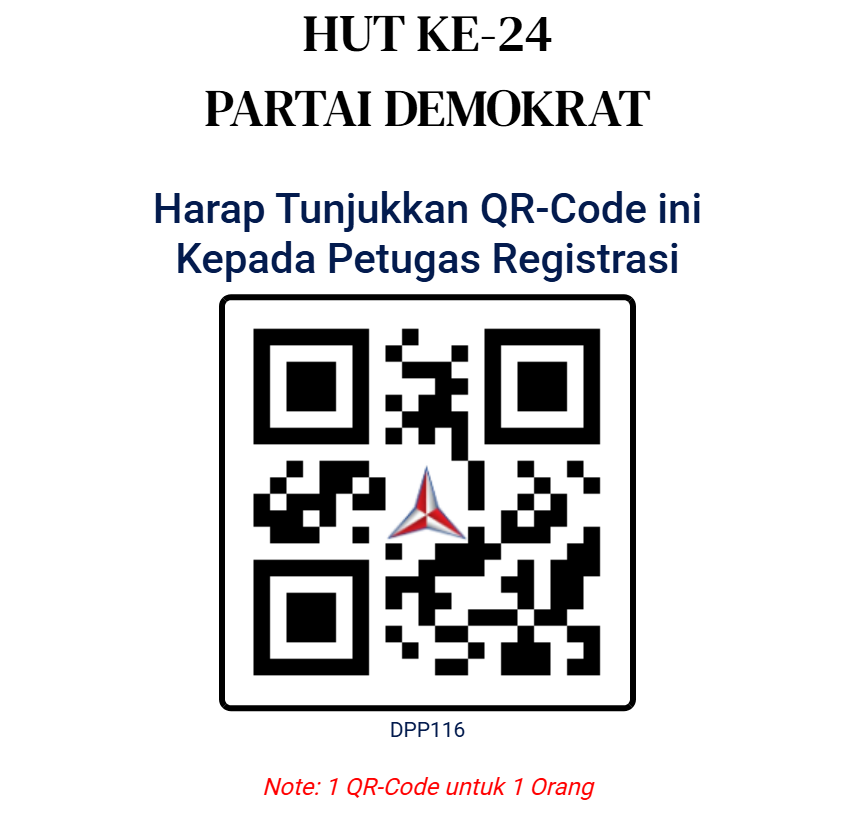 HUT KE-24
PARTAI DEMOKRAT
Harap Tunjukkan QR-Code ini
Kepada Petugas Registrasi
DPP116
Note: 1 QR-Code untuk 1 Orang